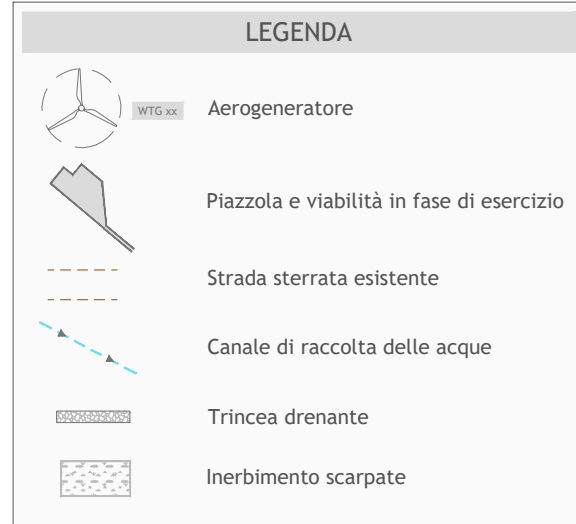 LEGENDA
WTG xx
Aerogeneratore
Piazzola e viabilità in fase di esercizio
Strada sterrata esistente
Canale di raccolta delle acque
Trincea drenante
Inerbimento scarpate